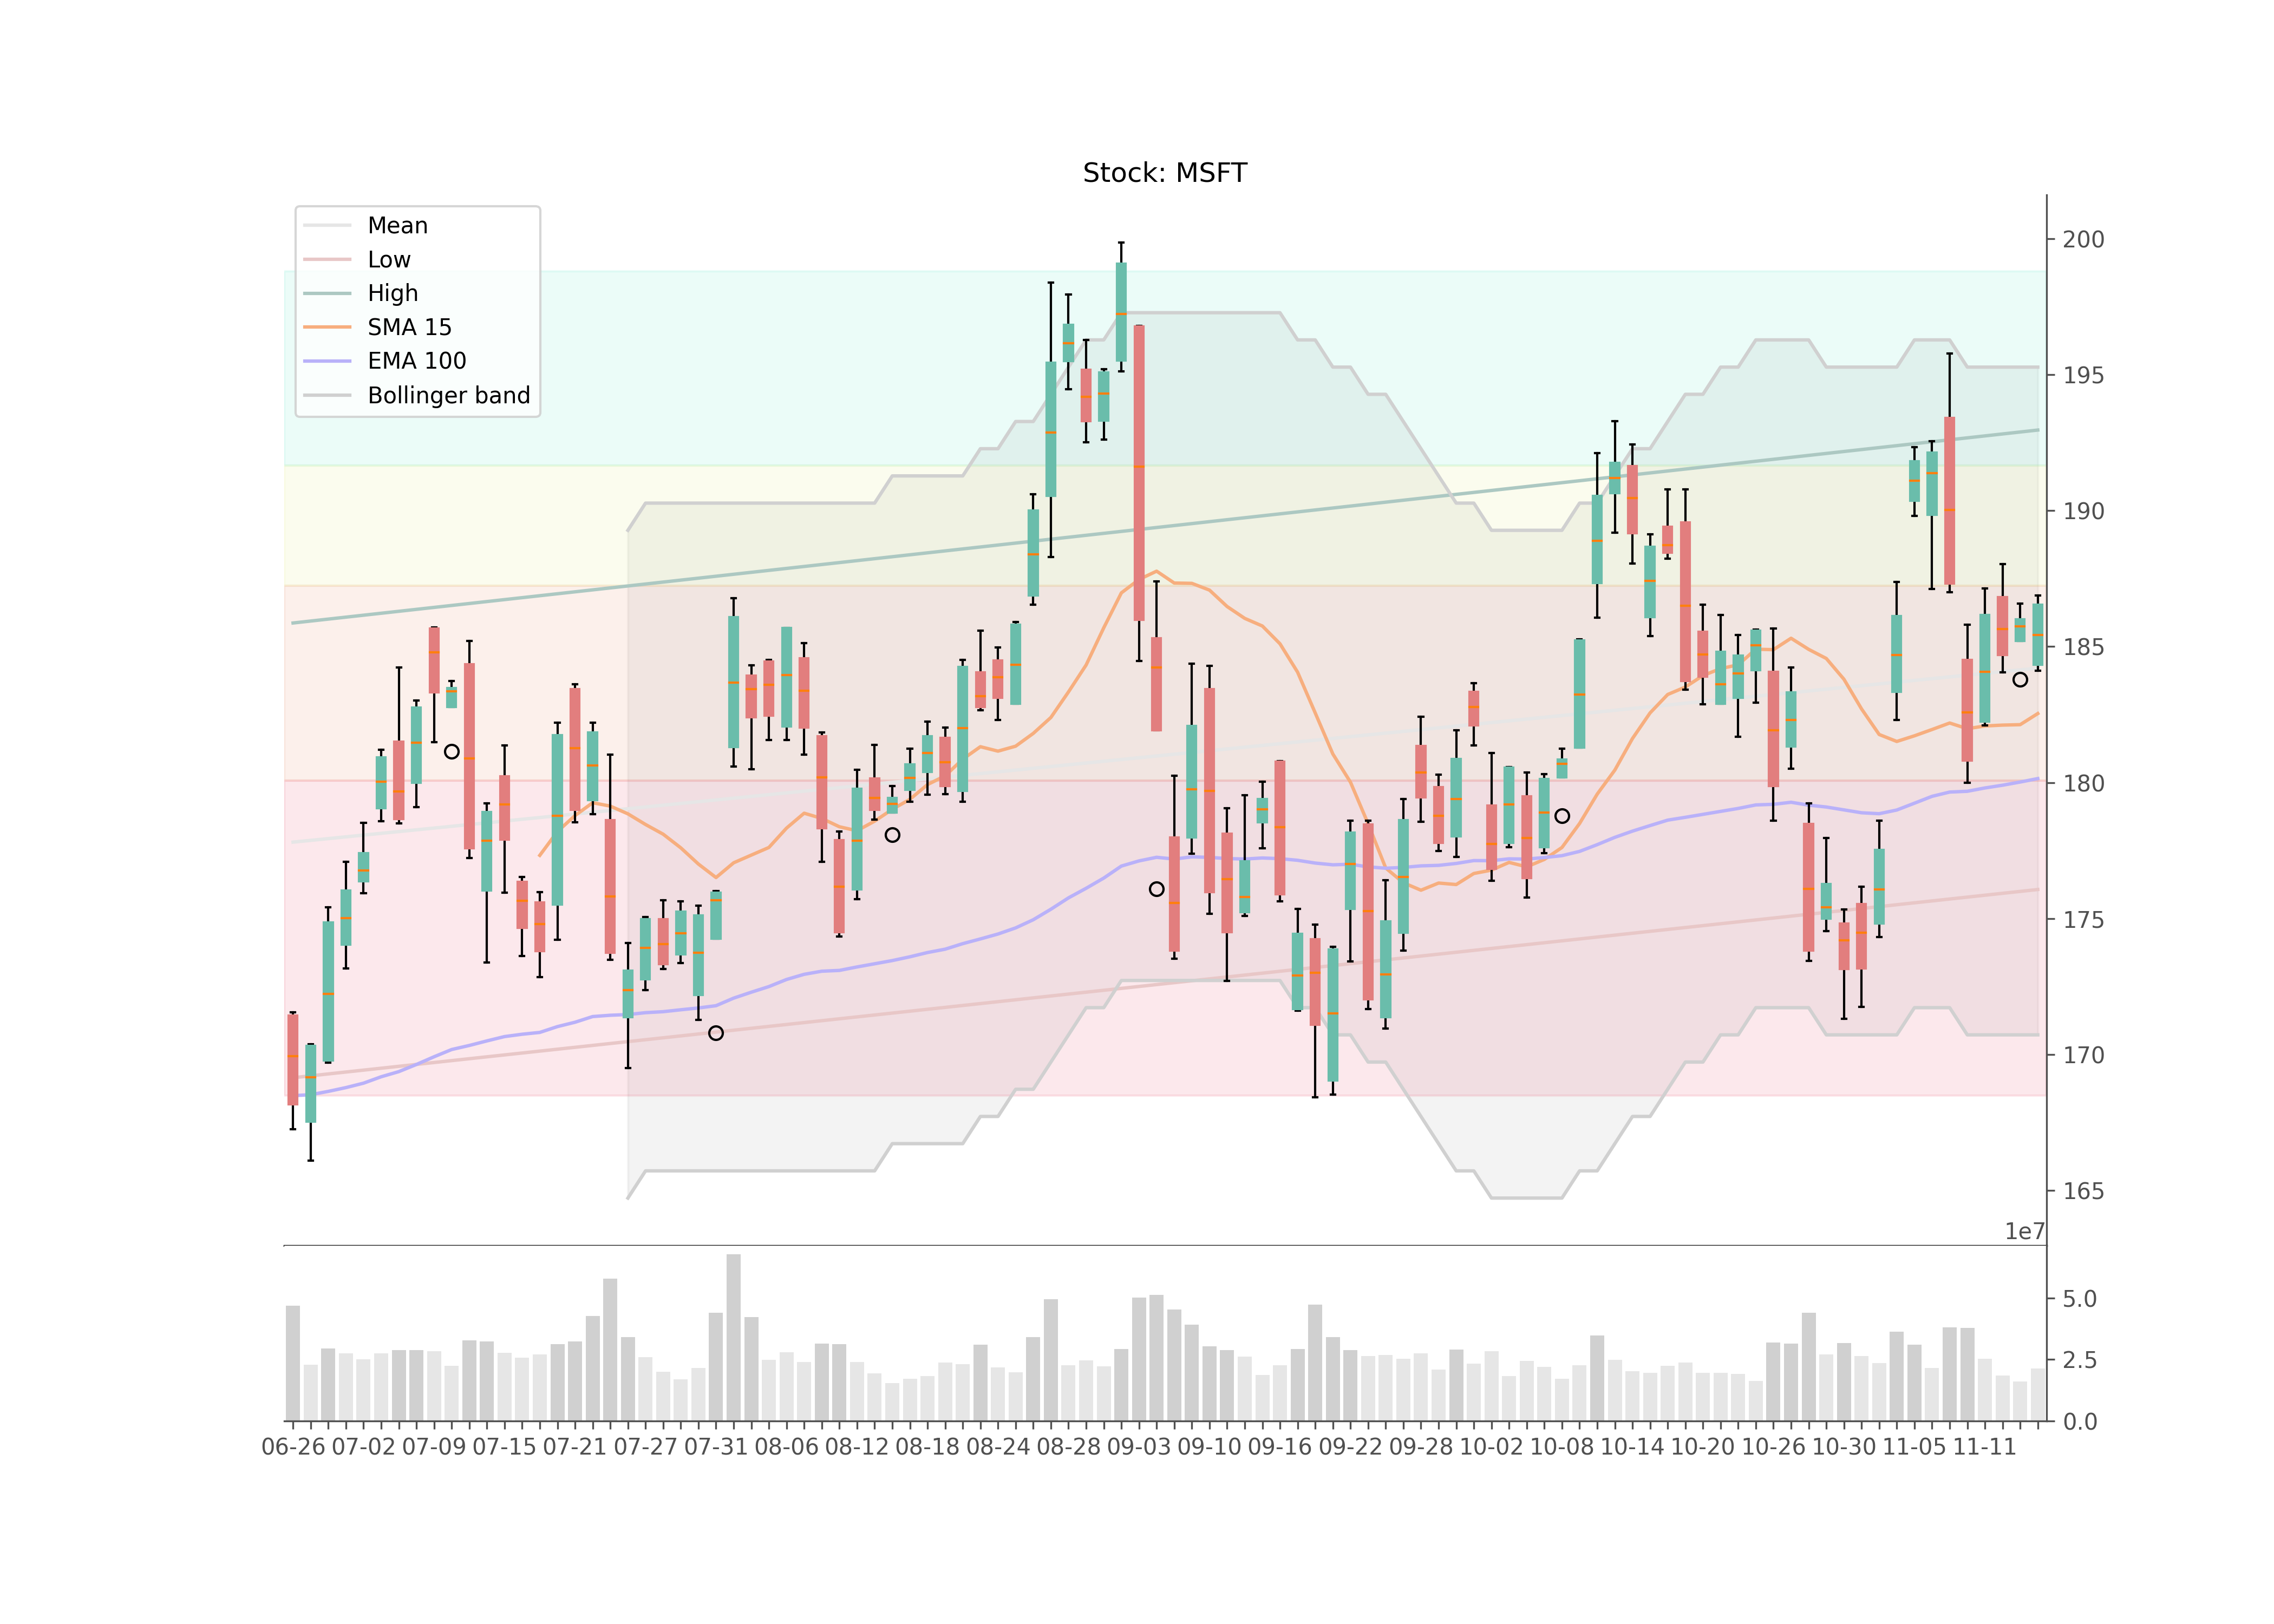 Stock: MSFT
Mean
Low
High
SMA 15
EMA 100
Bollinger band
200
195
190
185
180
175
170
165
1e7
5.0
2.5
0.0
06-26 07-02 07-09 07-15 07-21 07-27 07-31 08-06 08-12 08-18 08-24 08-28 09-03 09-10 09-16 09-22 09-28 10-02 10-08 10-14 10-20 10-26 10-30 11-05 11-11